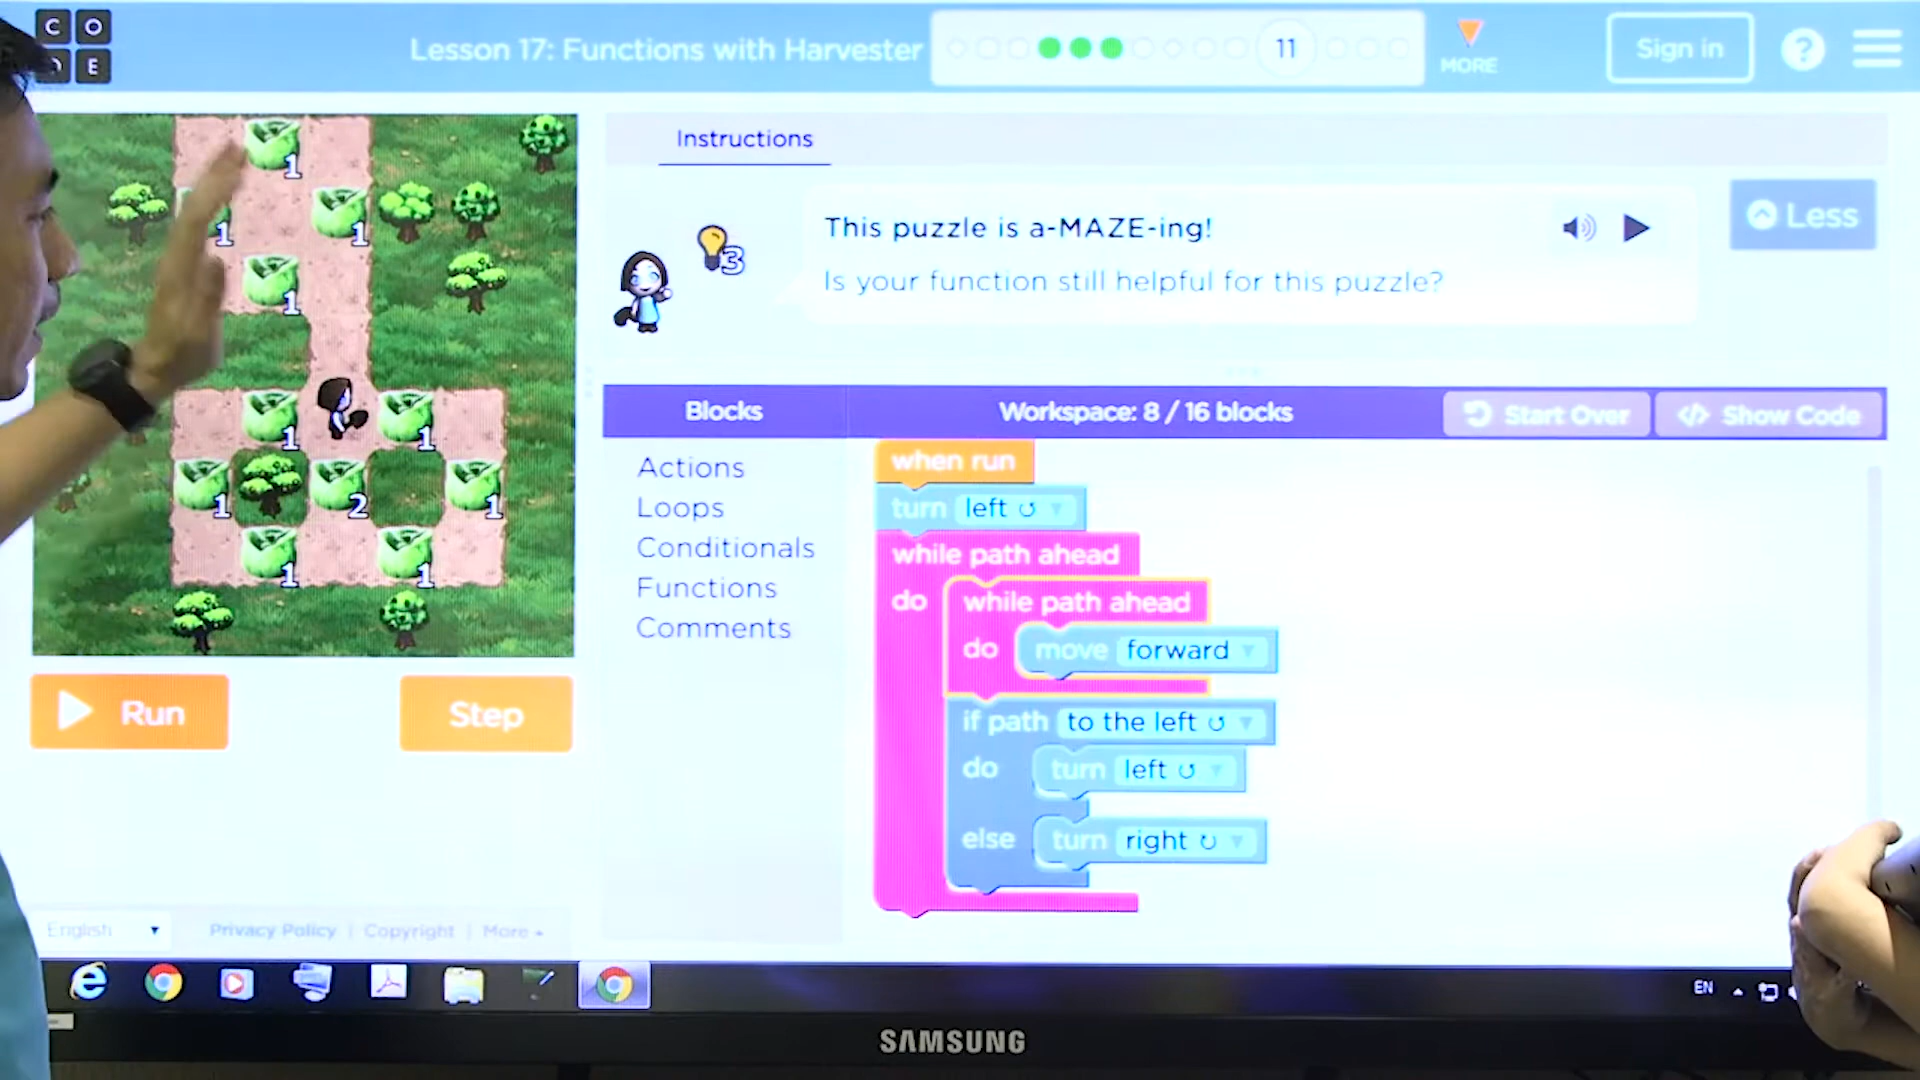 C O
E
Lesson 17: Functions with Harvester
11
MORE
Sign in
?
Instructions
3
This puzzle is a-MAZE-ing!
Is your function still helpful for this puzzle?
Less
1
1
1
1
1
1
1
2
1
1
1
Blocks
Workspace: 8 / 16 blocks
Start Over
Show Code
Actions
Loops
Conditionals
Functions
Comments
when run
turn left
while path ahead
do while path ahead
do move forward
if path to the left
do turn left
else turn right
Run
Step
English
Privacy Policy | Copyright | More
EN
SAMSUNG